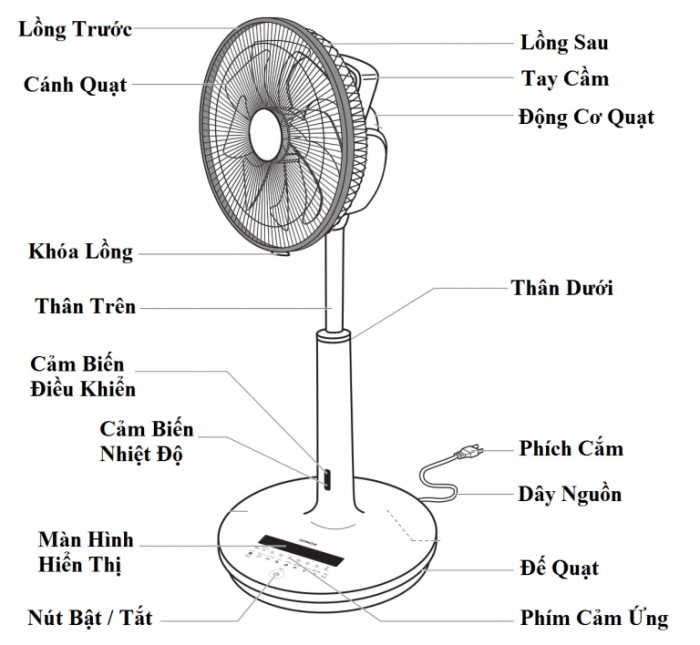 Lồng Trước
Lồng Sau
Cánh Quạt
Tay Cầm
Động Cơ Quạt
Khóa Lồng
Thân Trên
Thân Dưới
Cảm Biến
Điều Khiển
Cảm Biến
Nhiệt Độ
Phích Cắm
Dây Nguồn
Màn Hình
Hiển Thị
Đế Quạt
Nút Bật / Tắt
Phím Cảm Ứng